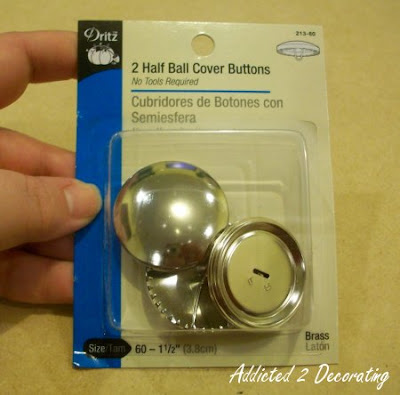 Dritz
213-60
2 Half Ball Cover Buttons
No Tools Required
Cubridores de Botones con
Semiesfera
Size/Tam.
60 – 1½" (3.8cm)
Brass
Latón
Addicted 2 Decorating